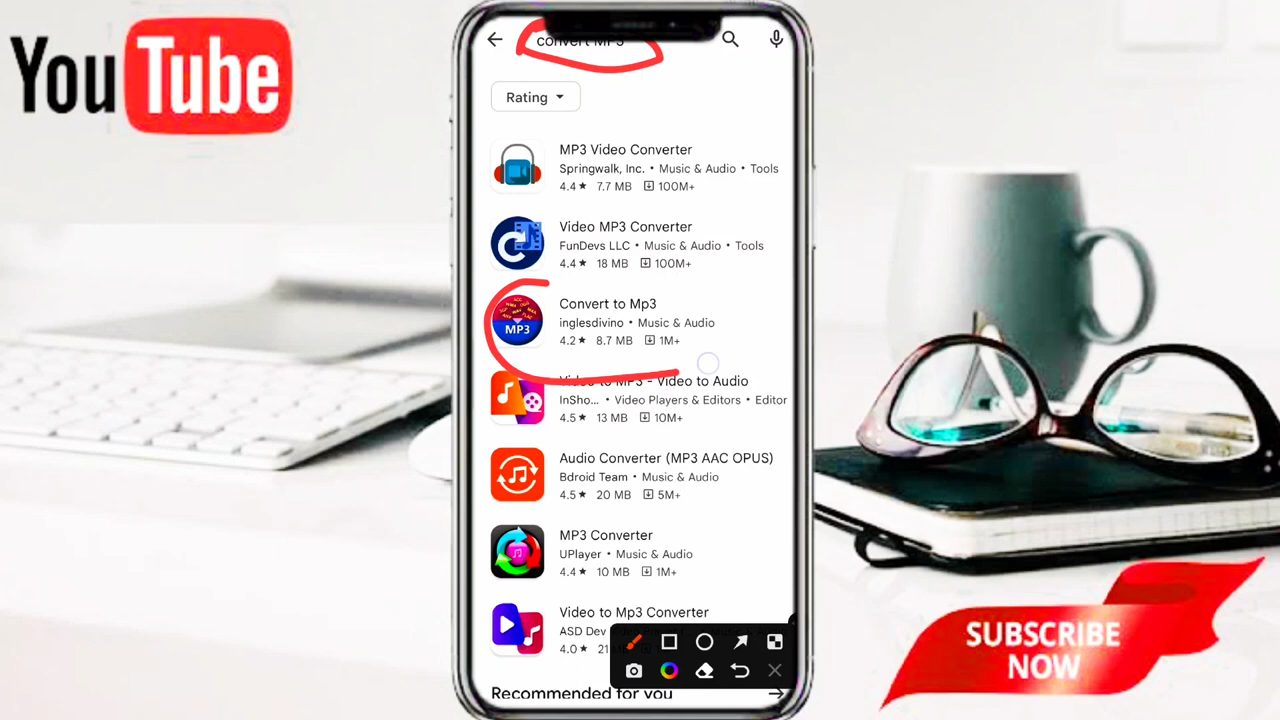 YouTube
convert MP3
Rating
MP3 Video Converter
Springwalk, Inc. • Music & Audio • Tools
4.4★ 7.7 MB 100M+
Video MP3 Converter
FunDevs LLC • Music & Audio • Tools
4.4★ 18 MB 100M+
Convert to Mp3
inglesdivino • Music & Audio
4.2★ 8.7 MB 1M+
MP3
Video to MP3 - Video to Audio
InSho... • Video Players & Editors • Editor
4.5★ 13 MB 10M+
Audio Converter (MP3 AAC OPUS)
Bdroid Team • Music & Audio
4.5★ 20 MB 5M+
MP3 Converter
UPlayer • Music & Audio
4.4★ 10 MB 1M+
Video to Mp3 Converter
ASD Dev
4.0★
Recommended for you
SUBSCRIBE
NOW